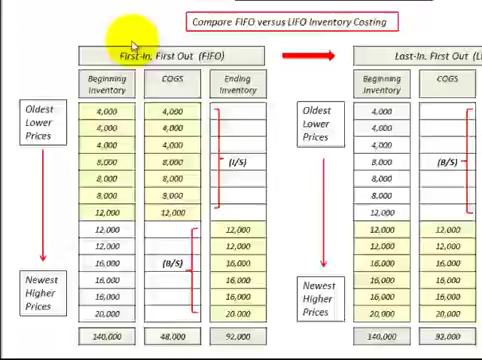 Compare FIFO versus LIFO Inventory Costing
First-In, First Out (FIFO)
Beginning Inventory COGS Ending Inventory
Oldest
Lower
Prices
4,000 4,000
4,000 4,000
4,000 4,000
8,000 8,000
8,000 8,000
8,000 8,000
12,000 12,000
(I/S)
12,000 12,000
12,000 12,000
16,000 16,000
16,000 16,000
16,000 16,000
20,000 20,000
(B/S)
Newest
Higher
Prices
140,000 48,000 92,000
Last-In, First Out
Beginning Inventory COGS
Oldest
Lower
Prices
4,000
4,000
4,000
8,000
8,000
8,000
12,000
(B/S)
12,000 12,000
12,000 12,000
16,000 16,000
16,000 16,000
16,000 16,000
20,000 20,000
Newest
Higher
Prices
140,000 92,000